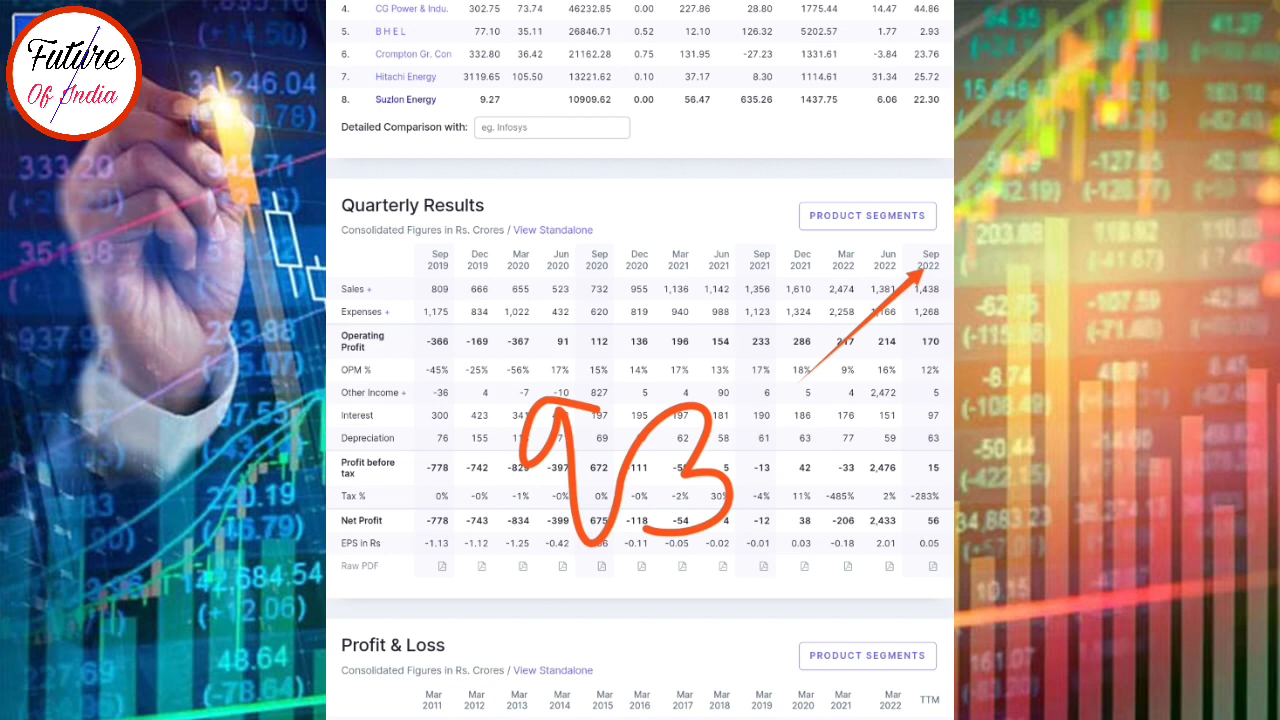 Future
Of India
4. CG Power & Indu. 302.75 73.74 46232.85 0.00 227.86 28.80 1775.44 14.47 44.86
5. B H E L 77.10 35.11 26846.71 0.52 12.10 126.32 5202.57 1.77 2.93
6. Crompton Gr. Con 332.80 36.42 21162.28 0.75 131.95 -27.23 1331.61 -3.84 23.76
7. Hitachi Energy 3119.65 105.50 13221.62 0.10 37.17 8.30 1114.61 31.34 25.72
8. Suzlon Energy 9.27 10909.62 0.00 56.47 635.26 1437.75 6.06 22.30
Detailed Comparison with: eg. Infosys
Quarterly Results
PRODUCT SEGMENTS
Consolidated Figures in Rs. Crores / View Standalone
Sep 2019 Dec 2019 Mar 2020 Jun 2020 Sep 2020 Dec 2020 Mar 2021 Jun 2021 Sep 2021 Dec 2021 Mar 2022 Jun 2022 Sep 2022
Sales + 809 666 655 523 732 955 1,136 1,142 1,356 1,610 2,474 1,381 1,438
Expenses + 1,175 834 1,022 432 620 819 940 988 1,123 1,324 2,258 1,268
Operating Profit -366 -169 -367 91 112 136 196 154 233 286 214 170
OPM % -45% -25% -56% 17% 15% 14% 17% 13% 17% 18% 9% 16% 12%
Other Income + -36 4 -7 -10 827 5 4 90 6 5 4 2,472 5
Interest 300 423 197 195 197 181 190 186 176 151 97
Depreciation 76 155 69 62 58 61 63 77 59 63
Profit before tax -778 -742 -397 672 -111 5 -13 42 -33 2,476 15
Tax % 0% -0% -1% -0% 0% -0% -2% 30% -4% 11% -485% 2% -283%
Net Profit -778 -743 -834 -399 675 -118 -54 4 -12 38 -206 2,433 56
EPS in Rs -1.13 -1.12 -1.25 -0.42 -0.11 -0.05 -0.02 -0.01 0.03 -0.18 2.01 0.05
Raw PDF
Profit & Loss
PRODUCT SEGMENTS
Consolidated Figures in Rs. Crores / View Standalone
Mar 2011 Mar 2012 Mar 2013 Mar 2014 Mar 2015 Mar 2016 Mar 2017 Mar 2018 Mar 2019 Mar 2020 Mar 2021 Mar 2022 TTM